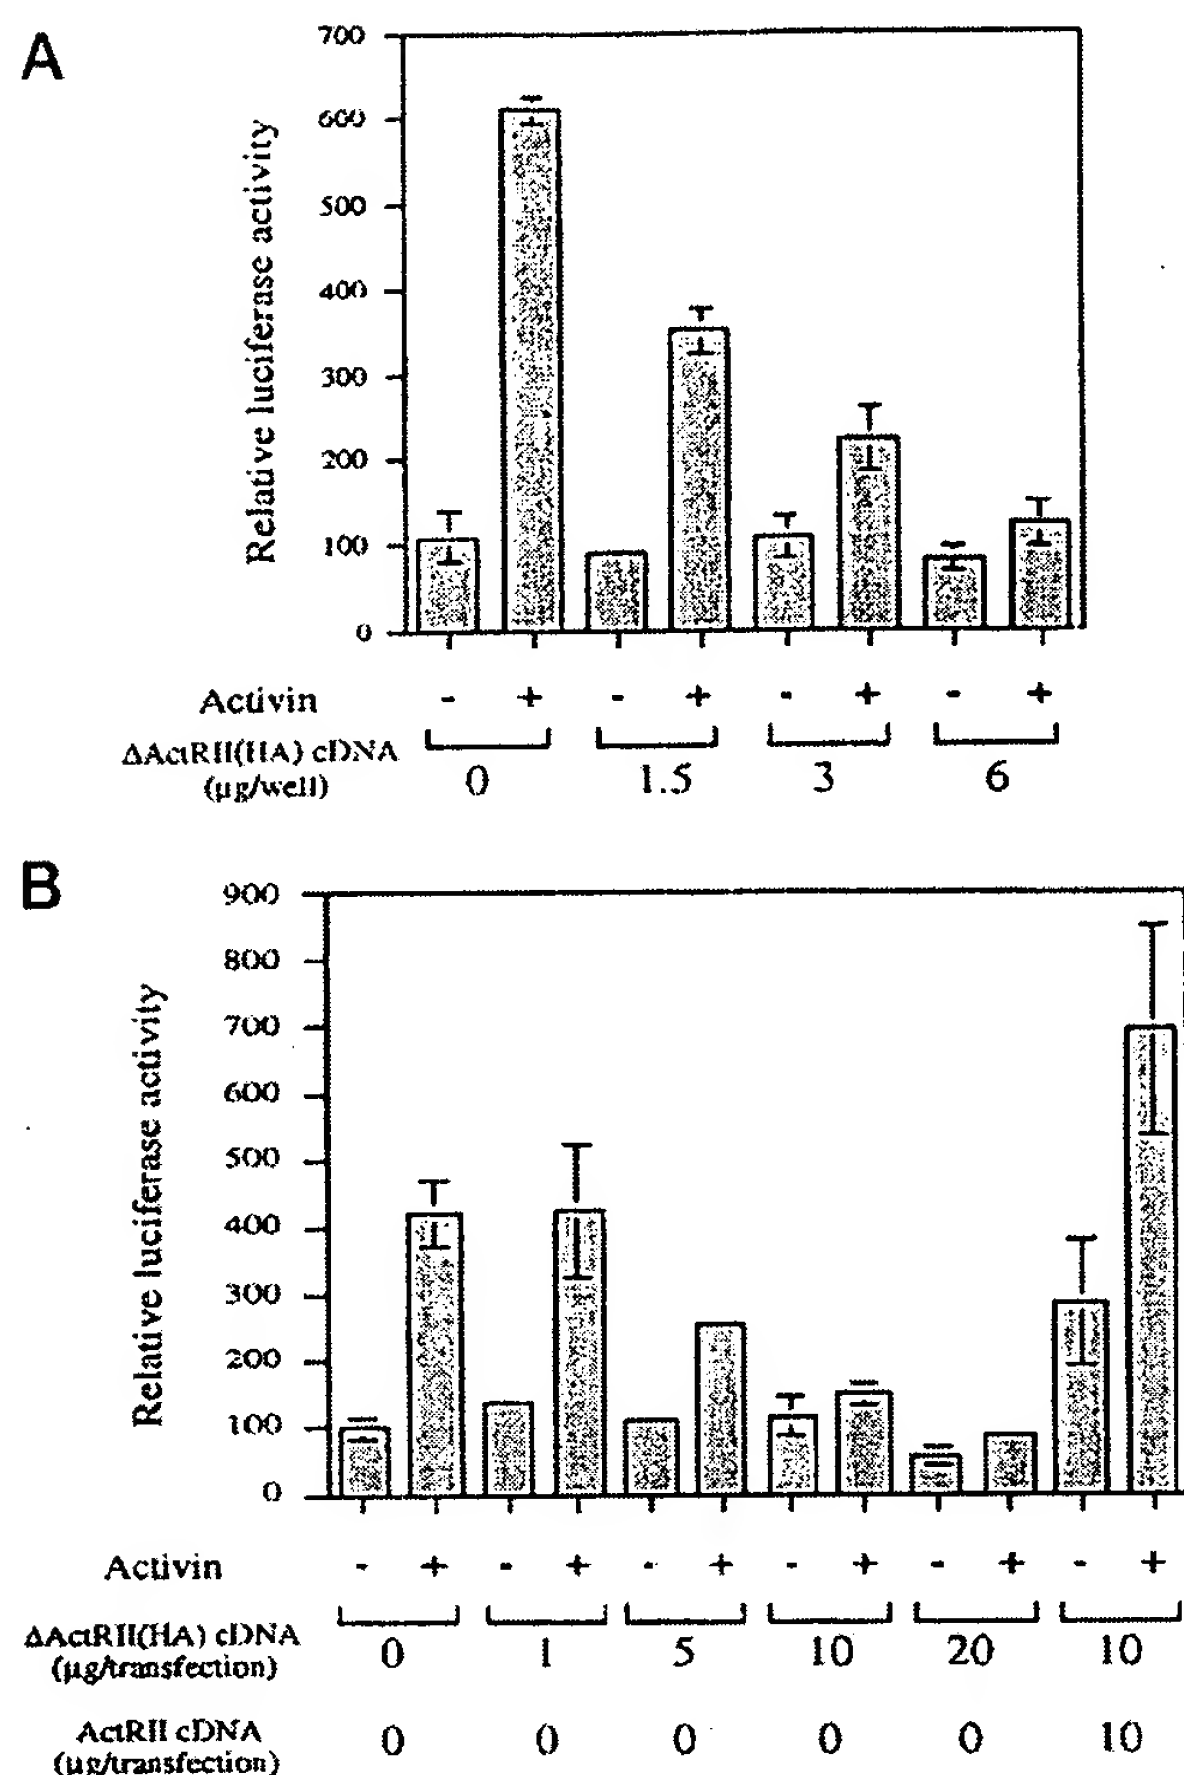 A
700
600
500
400
300
200
100
0
Relative luciferase activity
Activin - + - + - + - +
ΔActRII(HA) cDNA
(µg/well)
0 1.5 3 6
B
900
800
700
600
500
400
300
200
100
0
Relative luciferase activity
Activin - + - + - + - + - + - +
ΔActRII(HA) cDNA
(µg/transfection)
0 1 5 10 20 10
ActRII cDNA
(µg/transfection)
0 0 0 0 0 10